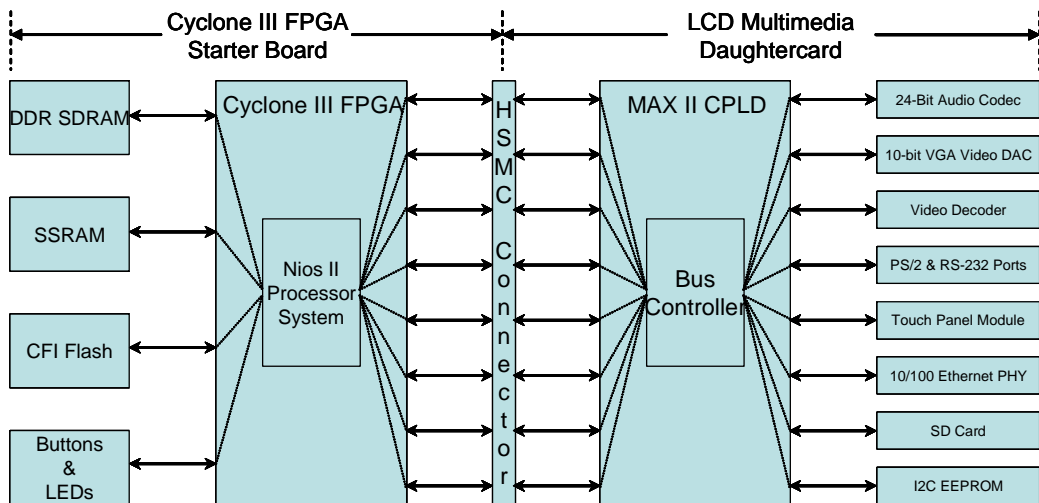 Cyclone III FPGA
Starter Board
LCD Multimedia
Daughtercard
DDR SDRAM
SSRAM
CFI Flash
Buttons
&
LEDs
Cyclone III FPGA
Nios II
Processor
System
HSMC Connector
MAX II CPLD
Bus
Controller
24-Bit Audio Codec
10-bit VGA Video DAC
Video Decoder
PS/2 & RS-232 Ports
Touch Panel Module
10/100 Ethernet PHY
SD Card
I2C EEPROM